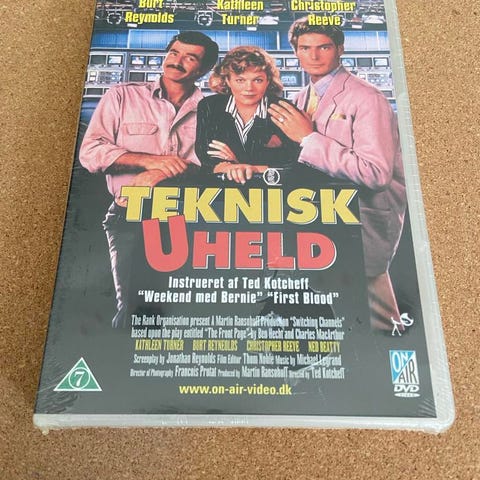 Burt Reynolds
Kathleen Turner
Christopher Reeve
TEKNISK
UHELD
Instrueret af Ted Kotcheff
"Weekend med Bernie" "First Blood"
The Rank Organisation present A Martin Ransohoff Production "Switching Channels"
based upon the play entitled "The Front Page" by Ben Hecht and Charles MacArthur
KATHLEEN TURNER BURT REYNOLDS CHRISTOPHER REEVE NED BEATTY
Screenplay by Jonathan Reynolds Film Editor Thom Noble Music by Michael Legrand
Director of Photography Francois Protat Produced by Martin Ransohoff Directed by Ted Kotcheff
7
www.on-air-video.dk
ON
AIR
DVD
VIDEO